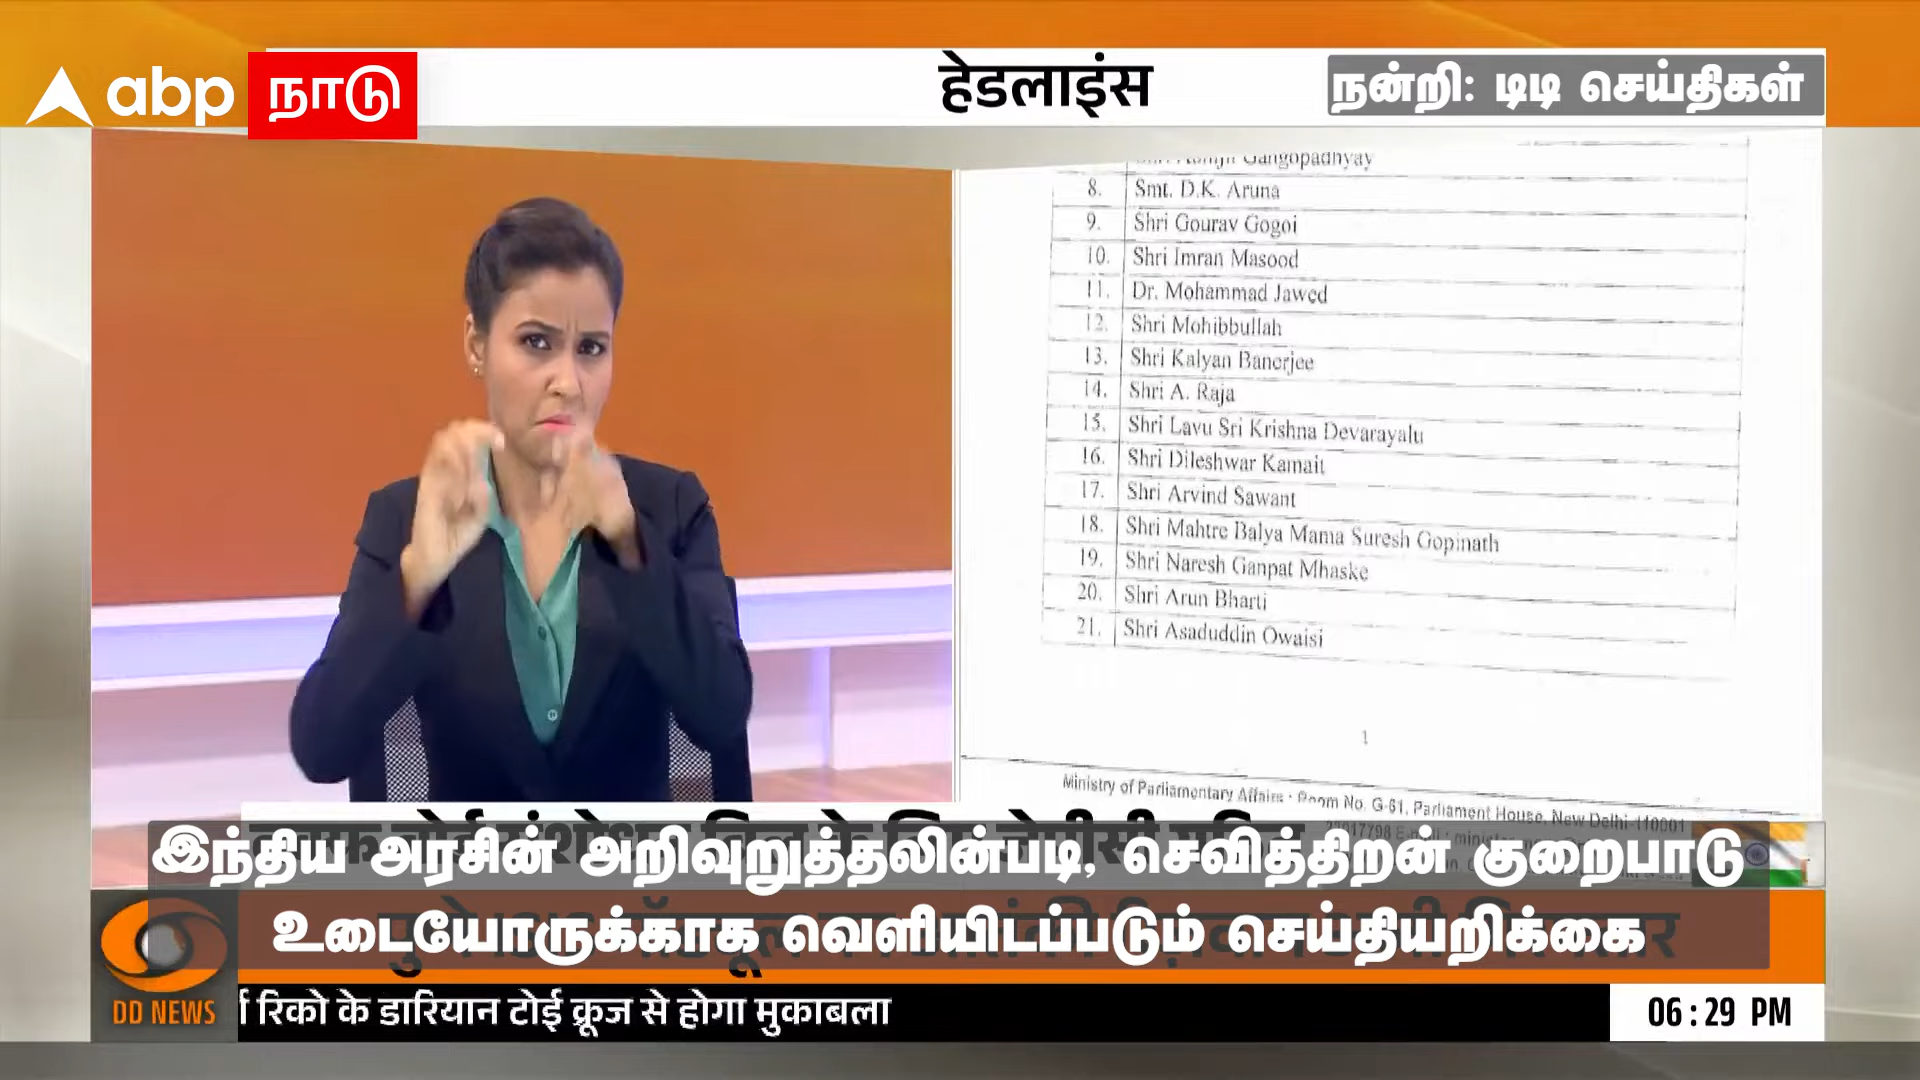 abp நாடு
हेडलाइंस
நன்றி: டிடி செய்திகள்
Gangopadhyay
8. Smt. D.K. Aruna
9. Shri Gourav Gogoi
10. Shri Imran Masood
11. Dr. Mohammad Jawed
12. Shri Mohibbullah
13. Shri Kalyan Banerjee
14. Shri A. Raja
15. Shri Lavu Sri Krishna Devarayalu
16. Shri Dileshwar Kamait
17. Shri Arvind Sawant
18. Shri Mahtre Balya Mama Suresh Gopinath
19. Shri Naresh Ganpat Mhaske
20. Shri Arun Bharti
21. Shri Asaduddin Owaisi
1
Ministry of Parliamentary Affairs · Room No. G-61, Parliament House, New Delhi-110001
இந்திய அரசின் அறிவுறுத்தலின்படி, செவித்திறன் குறைபாடு
உடையோருக்காக வெளியிடப்படும் செய்தியறிக்கை
DD NEWS
रिको के डारियान टोई क्रूज से होगा मुकाबला
06:29 PM